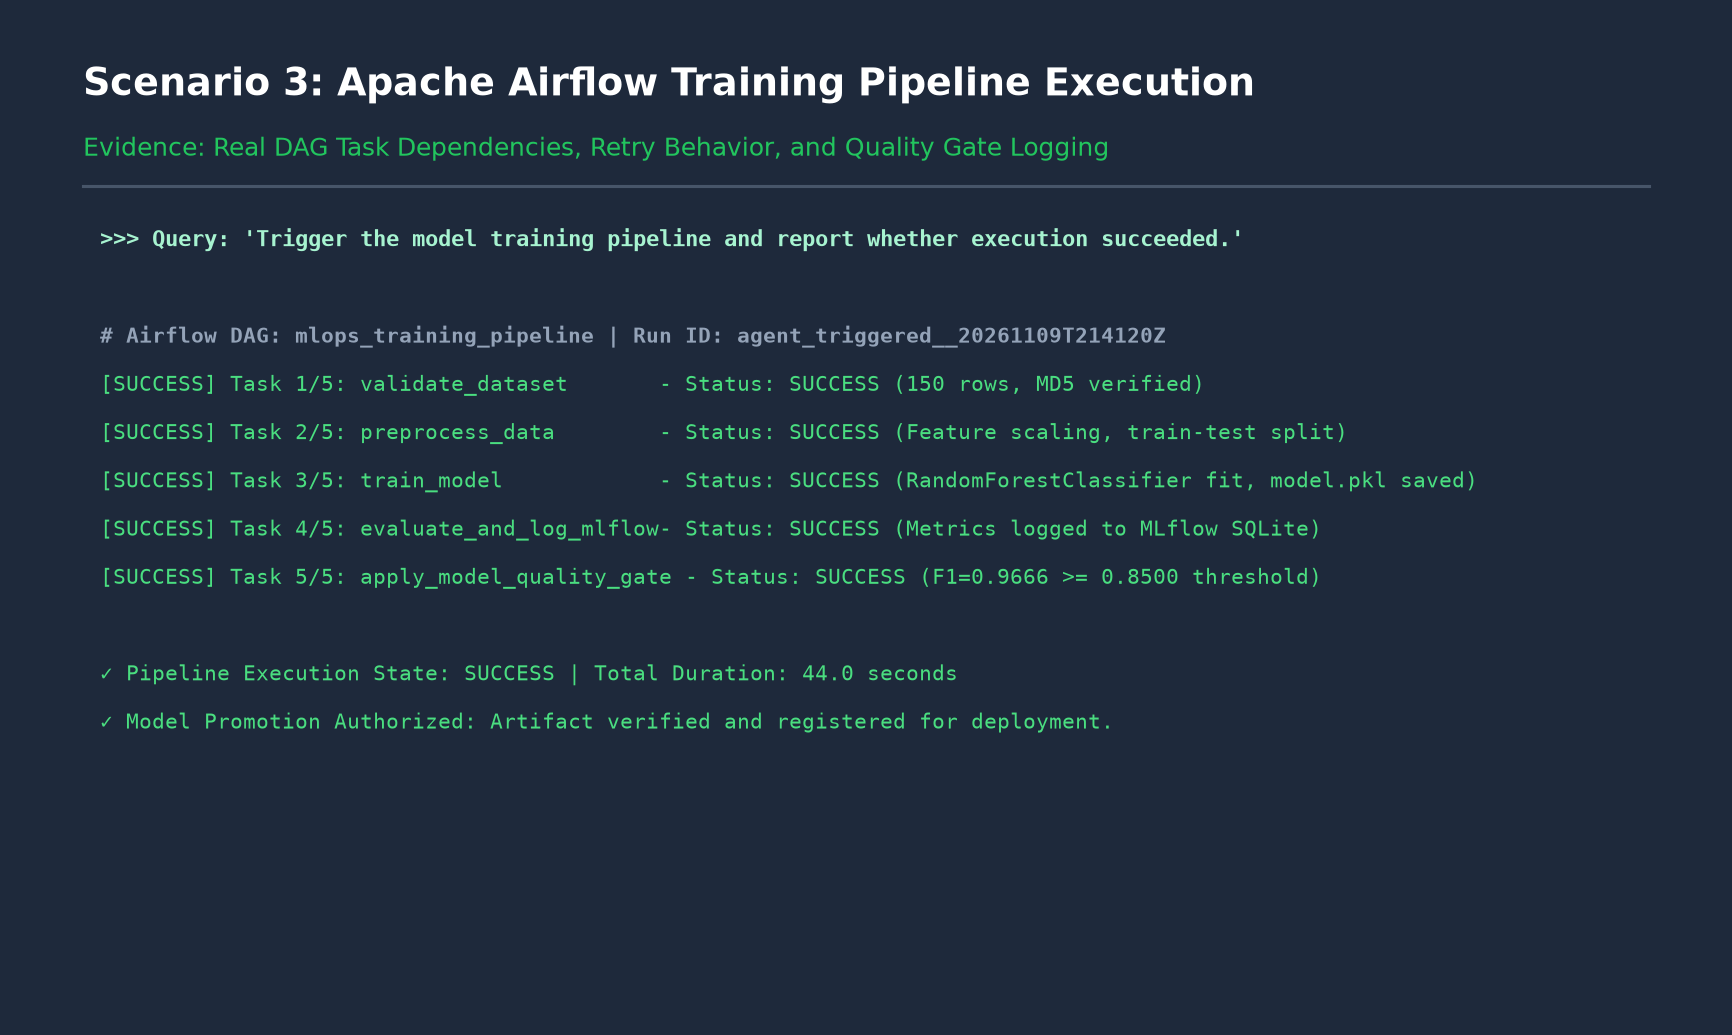 Scenario 3: Apache Airflow Training Pipeline Execution
Evidence: Real DAG Task Dependencies, Retry Behavior, and Quality Gate Logging
>>> Query: 'Trigger the model training pipeline and report whether execution succeeded.'
# Airflow DAG: mlops_training_pipeline | Run ID: agent_triggered__20261109T214120Z
[SUCCESS] Task 1/5: validate_dataset       - Status: SUCCESS (150 rows, MD5 verified)
[SUCCESS] Task 2/5: preprocess_data        - Status: SUCCESS (Feature scaling, train-test split)
[SUCCESS] Task 3/5: train_model            - Status: SUCCESS (RandomForestClassifier fit, model.pkl saved)
[SUCCESS] Task 4/5: evaluate_and_log_mlflow- Status: SUCCESS (Metrics logged to MLflow SQLite)
[SUCCESS] Task 5/5: apply_model_quality_gate - Status: SUCCESS (F1=0.9666 >= 0.8500 threshold)
✓ Pipeline Execution State: SUCCESS | Total Duration: 44.0 seconds
✓ Model Promotion Authorized: Artifact verified and registered for deployment.